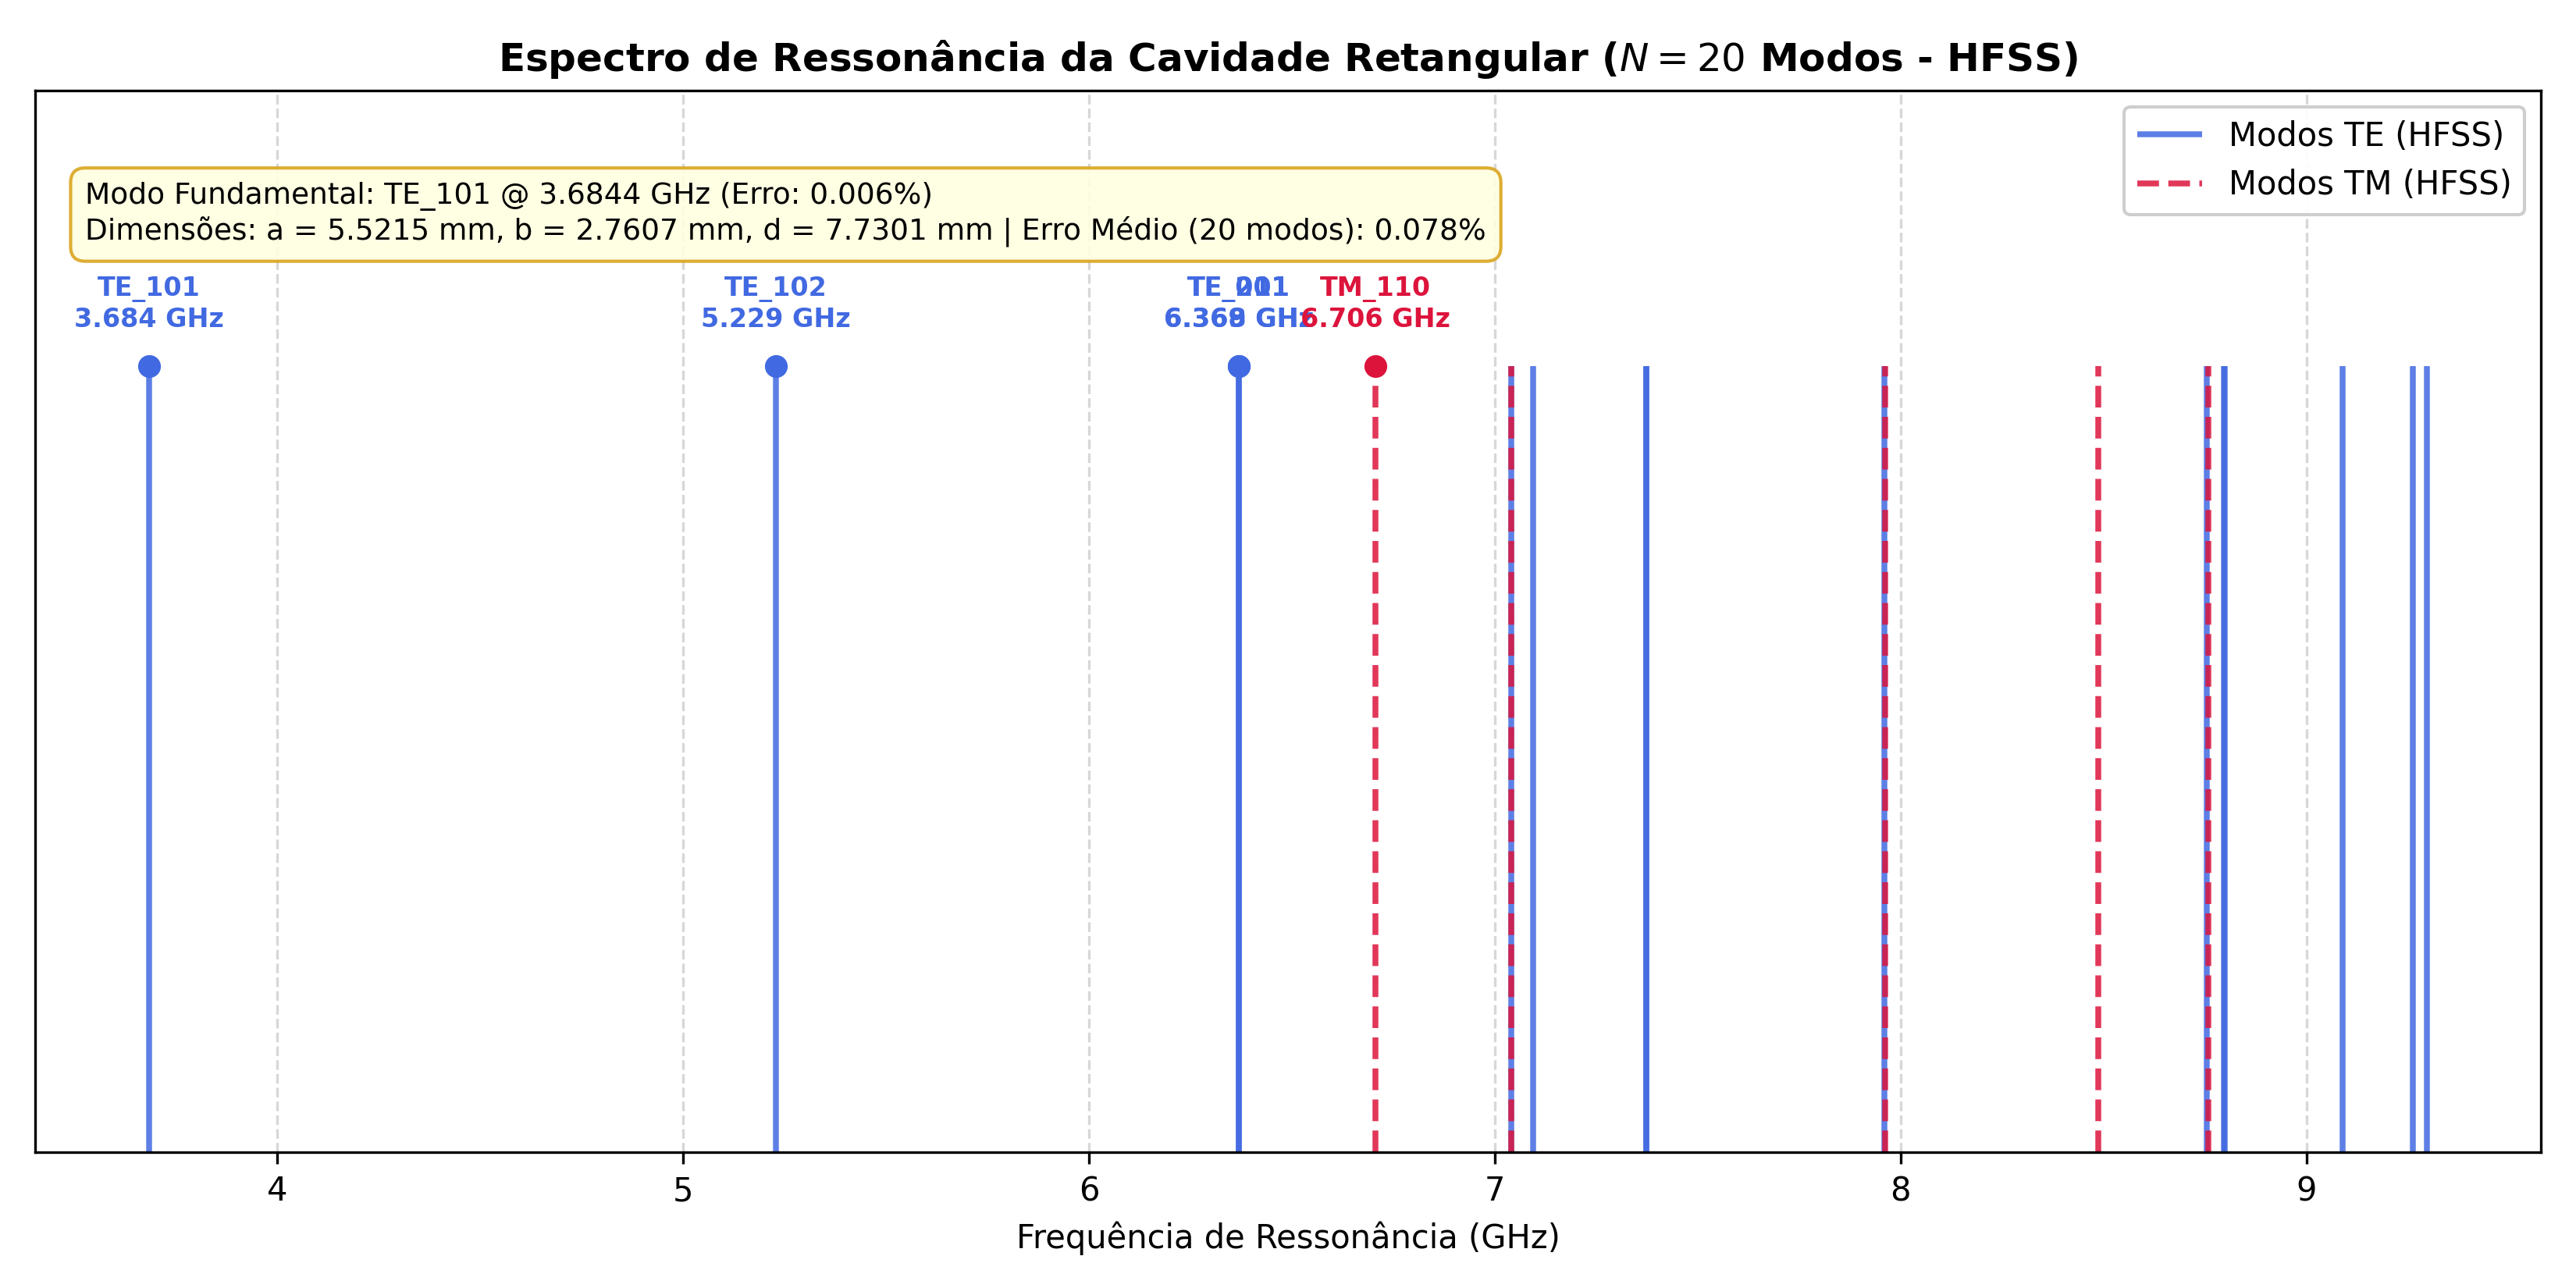 Espectro de Ressonância da Cavidade Retangular (N = 20 Modos - HFSS)
Modos TE (HFSS)
Modos TM (HFSS)
Modo Fundamental: TE_101 @ 3.6844 GHz (Erro: 0.006%)
Dimensões: a = 5.5215 mm, b = 2.7607 mm, d = 7.7301 mm | Erro Médio (20 modos): 0.078%
TE_101
3.684 GHz
TE_102
5.229 GHz
TM_110
6.706 GHz
4 5 6 7 8 9
Frequência de Ressonância (GHz)